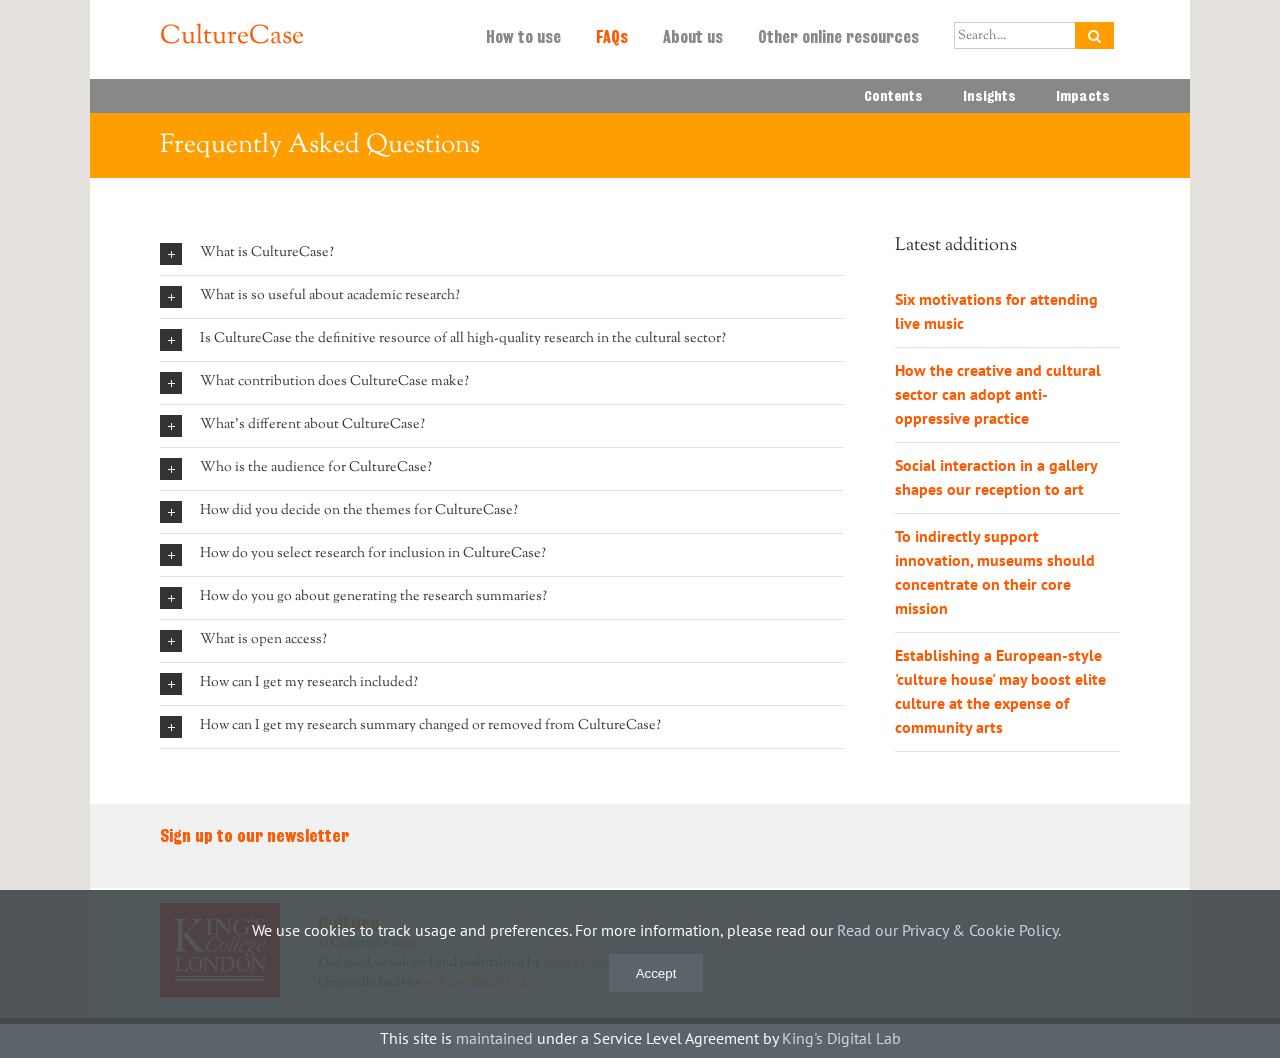 CultureCase
How to use
FAQs
About us
Other online resources
Search...
Contents
Insights
Impacts
Frequently Asked Questions
What is CultureCase?
What is so useful about academic research?
Is CultureCase the definitive resource of all high-quality research in the cultural sector?
What contribution does CultureCase make?
What's different about CultureCase?
Who is the audience for CultureCase?
How did you decide on the themes for CultureCase?
How do you select research for inclusion in CultureCase?
How do you go about generating the research summaries?
What is open access?
How can I get my research included?
How can I get my research summary changed or removed from CultureCase?
Latest additions
Six motivations for attending
live music
How the creative and cultural
sector can adopt anti-
oppressive practice
Social interaction in a gallery
shapes our reception to art
To indirectly support
innovation, museums should
concentrate on their core
mission
Establishing a European-style
'culture house' may boost elite
culture at the expense of
community arts
Sign up to our newsletter
KING'S
College
LONDON
Culture
We use cookies to track usage and preferences. For more information, please read our Read our Privacy & Cookie Policy.
Designed, developed and maintained by King's
Originally built by
Accept
This site is maintained under a Service Level Agreement by King's Digital Lab